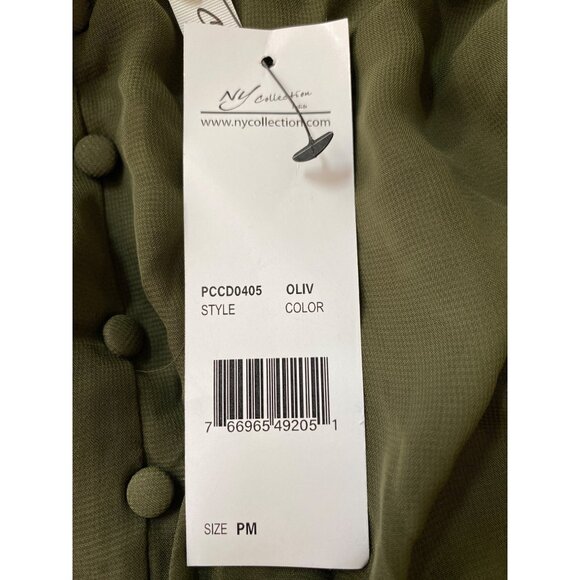 NY Collection
www.nycollection.com
PCCD0405 OLIV
STYLE COLOR
7 66965 49205 1
SIZE PM